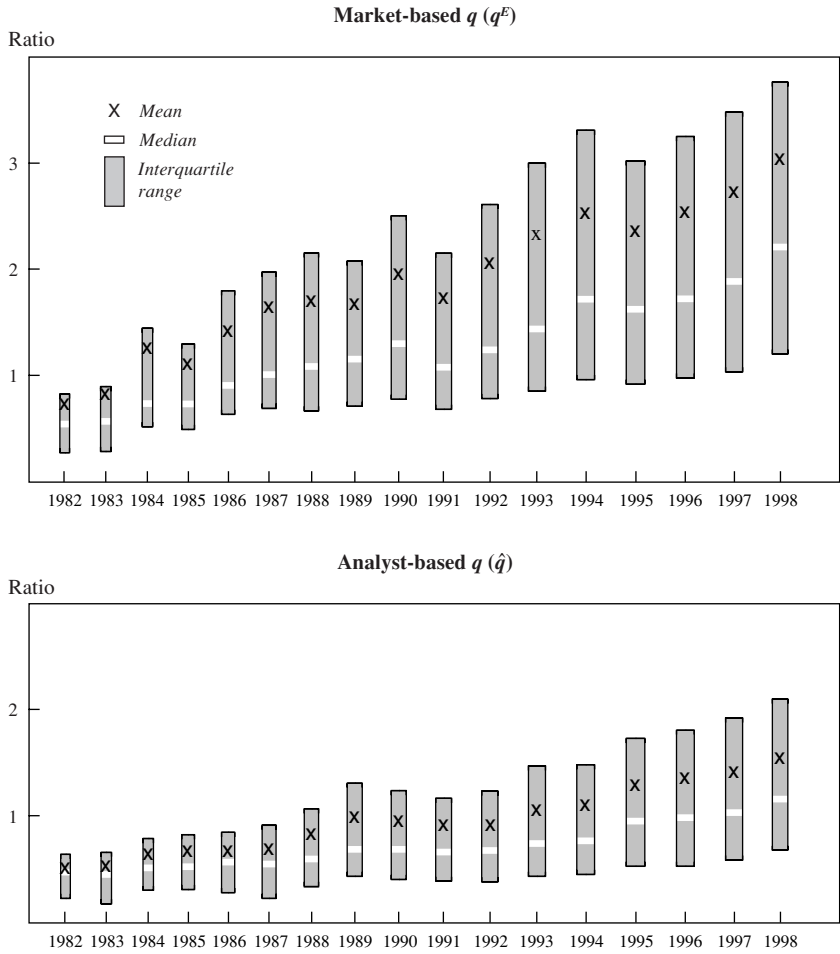 Market-based q (qᴱ)
Ratio
X Mean
Median
Interquartile
range
3
2
1
1982 1983 1984 1985 1986 1987 1988 1989 1990 1991 1992 1993 1994 1995 1996 1997 1998
Analyst-based q (q̂)
Ratio
2
1
1982 1983 1984 1985 1986 1987 1988 1989 1990 1991 1992 1993 1994 1995 1996 1997 1998